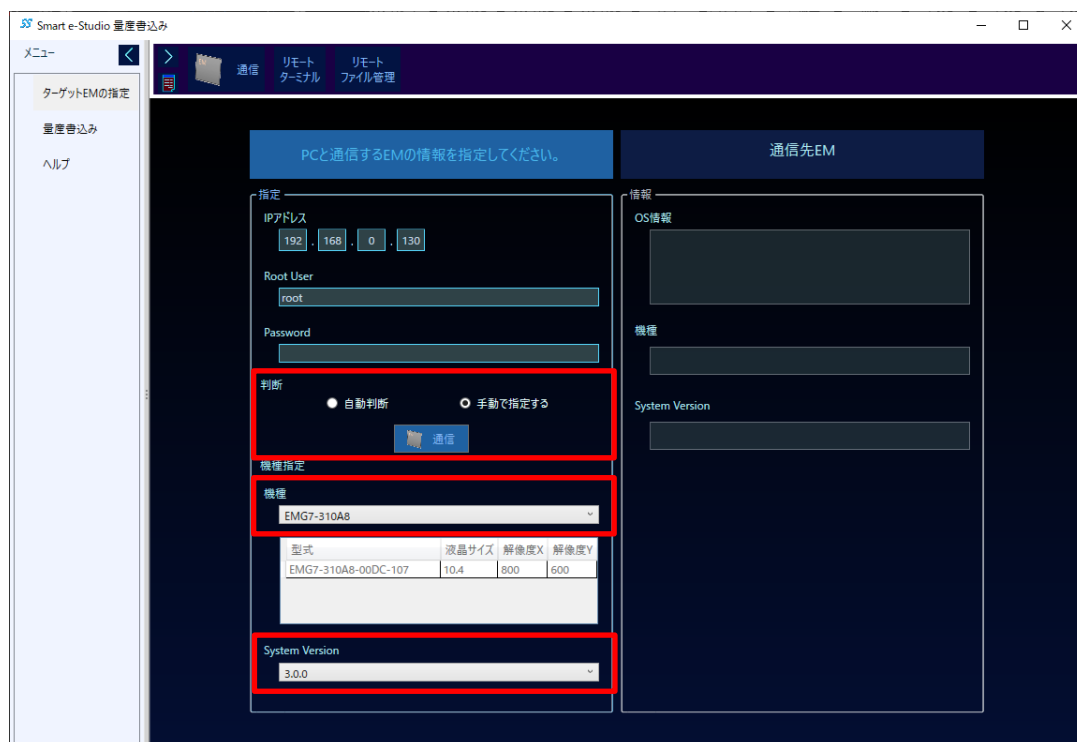 Smart e-Studio 量産書込み
メニュー
ターゲットEMの指定
量産書込み
ヘルプ
通信
リモート
ターミナル
リモート
ファイル管理
PCと通信するEMの情報を指定してください。
指定
IPアドレス
192 . 168 . 0 . 130
Root User
root
Password
判断
自動判断 手動で指定する
通信
機種指定
機種
EMG7-310A8
型式 液晶サイズ 解像度X 解像度Y
EMG7-310A8-00DC-107 10.4 800 600
System Version
3.0.0
通信先EM
情報
OS情報
機種
System Version